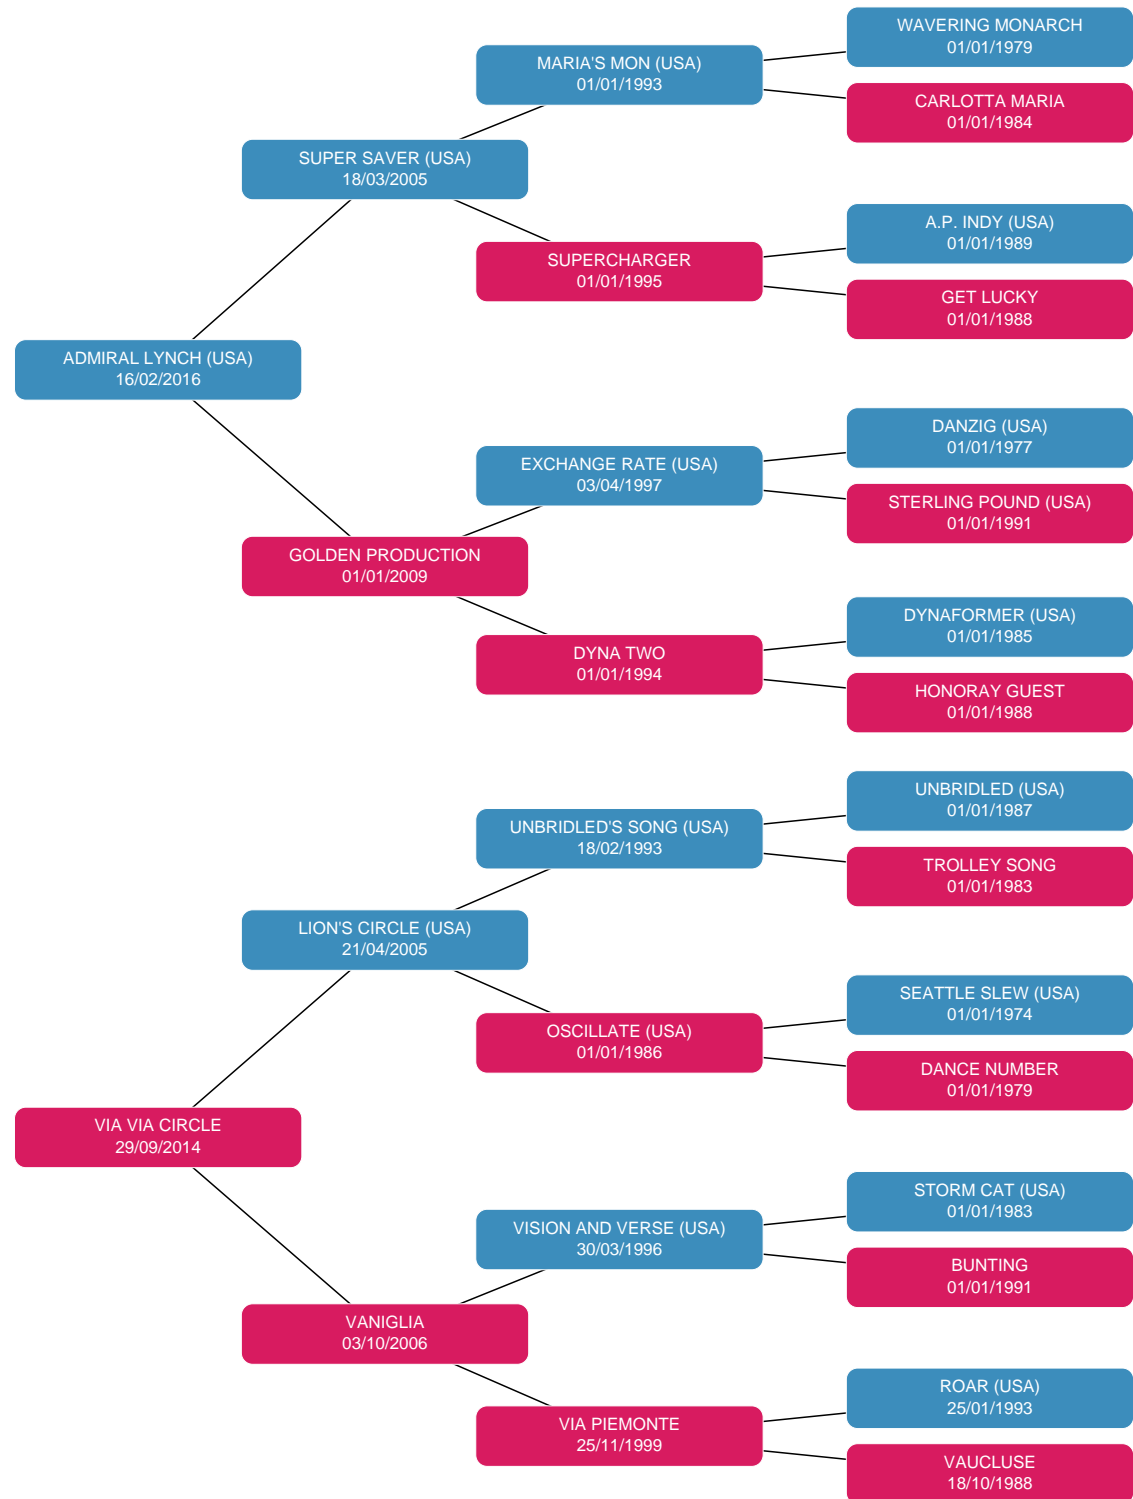 WAVERING MONARCH
01/01/1979
MARIA'S MON (USA)
01/01/1993
CARLOTTA MARIA
01/01/1984
SUPER SAVER (USA)
18/03/2005
A.P. INDY (USA)
01/01/1989
SUPERCHARGER
01/01/1995
GET LUCKY
01/01/1988
ADMIRAL LYNCH (USA)
16/02/2016
DANZIG (USA)
01/01/1977
EXCHANGE RATE (USA)
03/04/1997
STERLING POUND (USA)
01/01/1991
GOLDEN PRODUCTION
01/01/2009
DYNAFORMER (USA)
01/01/1985
DYNA TWO
01/01/1994
HONORAY GUEST
01/01/1988
UNBRIDLED (USA)
01/01/1987
UNBRIDLED'S SONG (USA)
18/02/1993
TROLLEY SONG
01/01/1983
LION'S CIRCLE (USA)
21/04/2005
SEATTLE SLEW (USA)
01/01/1974
OSCILLATE (USA)
01/01/1986
DANCE NUMBER
01/01/1979
VIA VIA CIRCLE
29/09/2014
STORM CAT (USA)
01/01/1983
VISION AND VERSE (USA)
30/03/1996
BUNTING
01/01/1991
VANIGLIA
03/10/2006
ROAR (USA)
25/01/1993
VIA PIEMONTE
25/11/1999
VAUCLUSE
18/10/1988